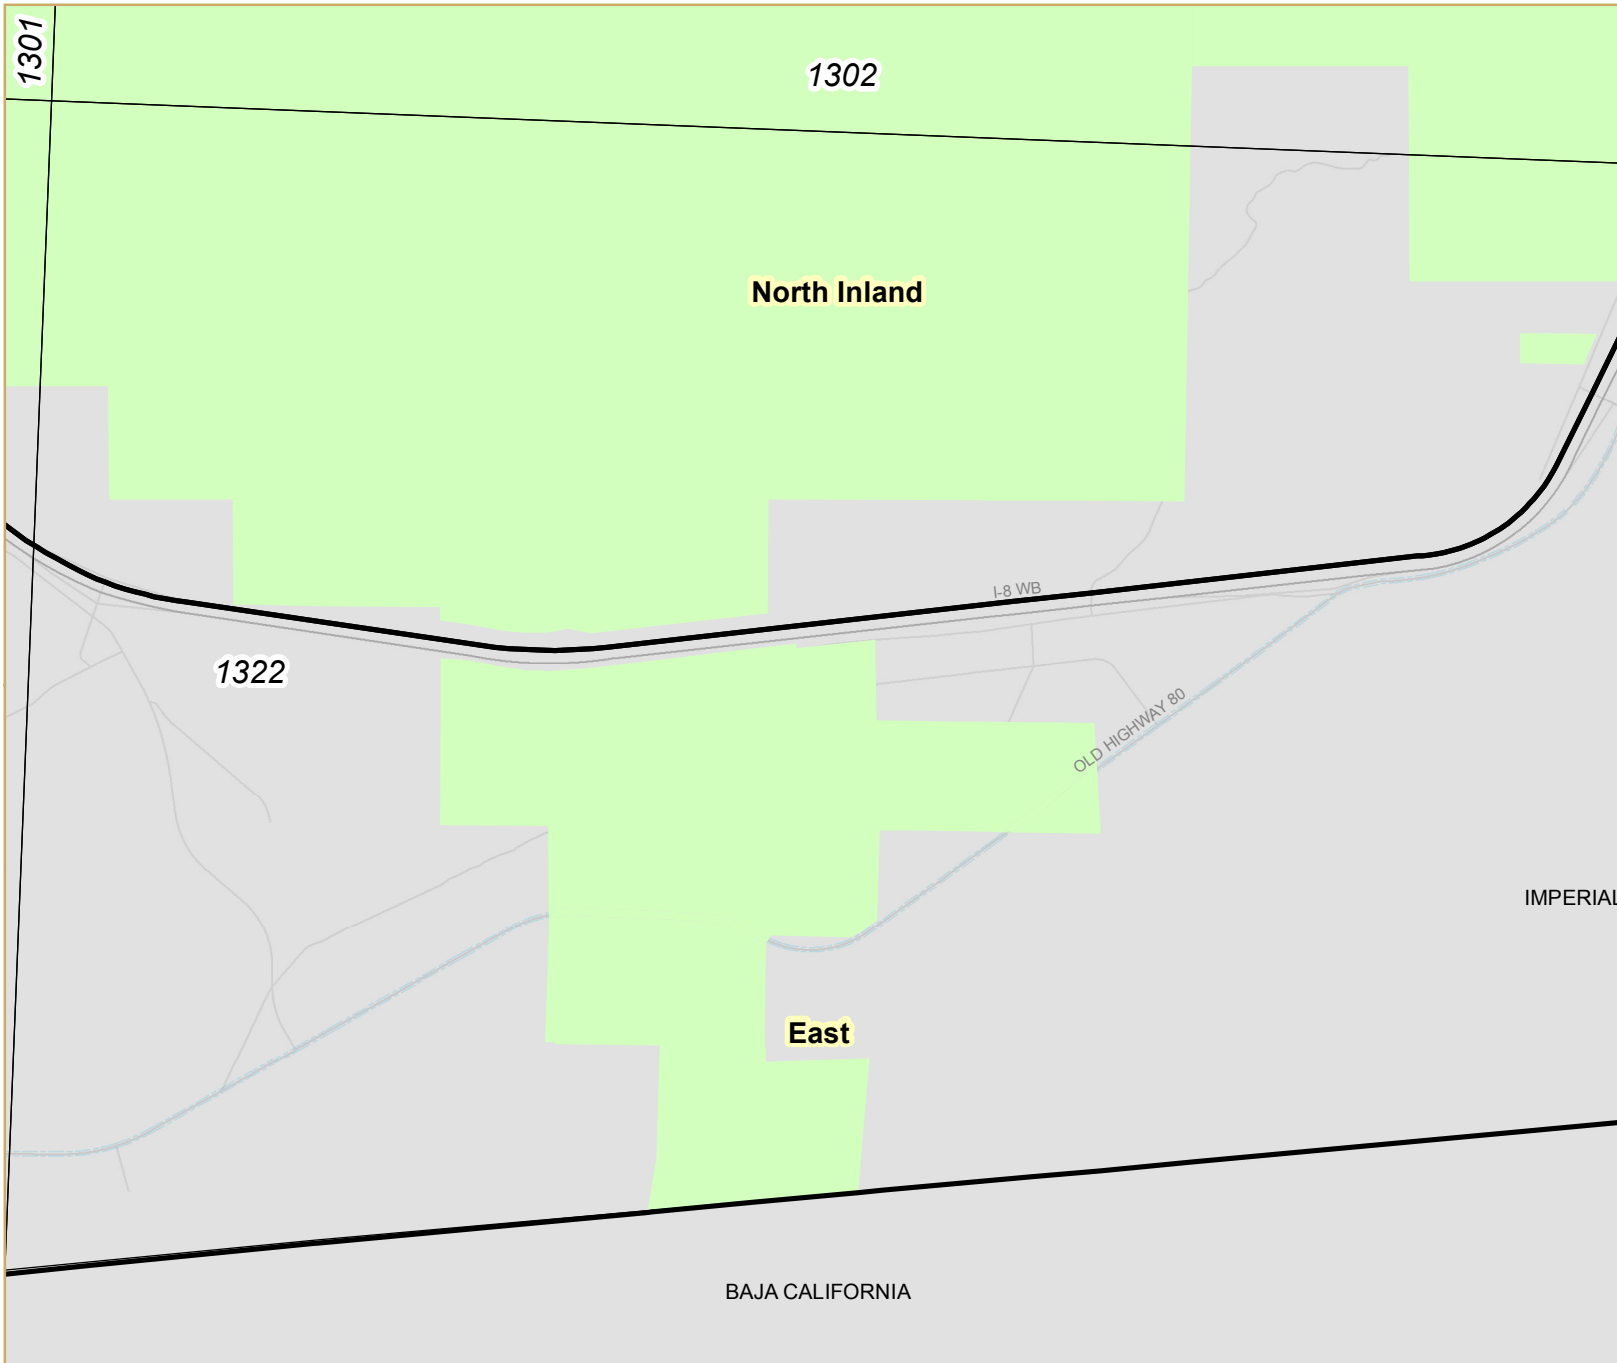 1301
1302
North Inland
I-8 WB
1322
OLD HIGHWAY 80
IMPERIAL
East
BAJA CALIFORNIA